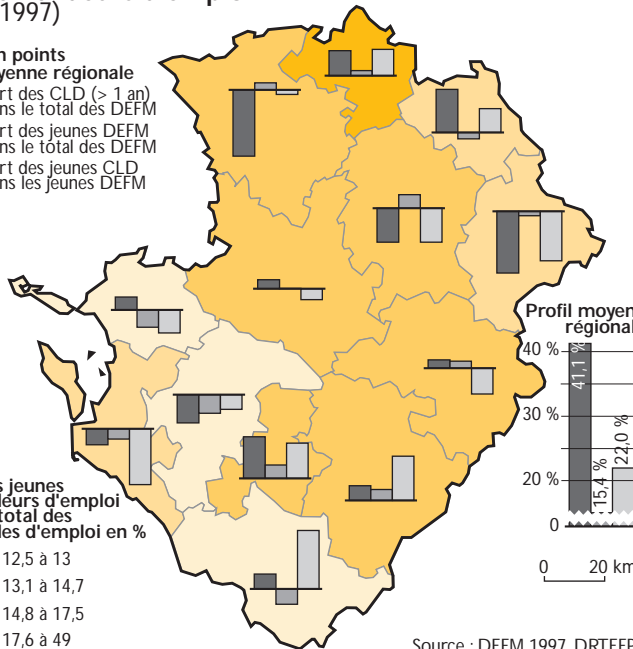 1997)
points
yenne régionale
rt des CLD (> 1 an)
ns le total des DEFM
rt des jeunes DEFM
ns le total des DEFM
rt des jeunes CLD
ns les jeunes DEFM
Profil moyen
régional
40 %
30 %
20 %
0
41,1 %
15,4 %
22,0 %
0 20 km
s jeunes
leurs d'emploi
total des
es d'emploi en %
12,5 à 13
13,1 à 14,7
14,8 à 17,5
17,6 à 49
Source : DEFM 1997, DRTEFP